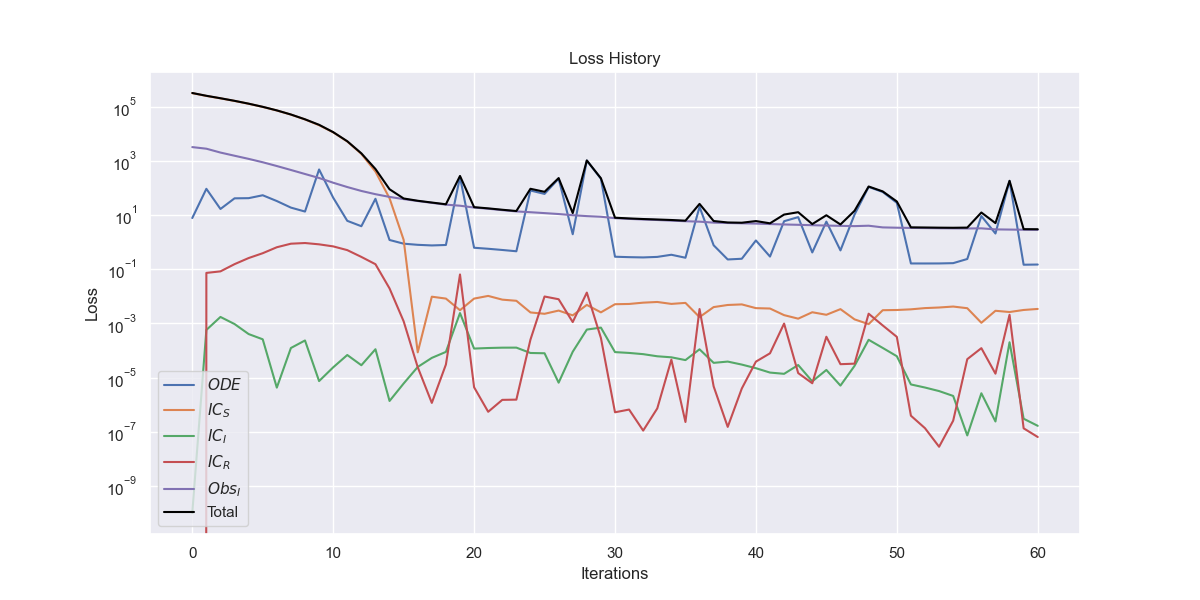 Loss History
Loss
10^5
10^3
10^1
10^−1
10^−3
10^−5
10^−7
10^−9
ODE
IC_S
IC_I
IC_R
Obs_I
Total
0 10 20 30 40 50 60
Iterations